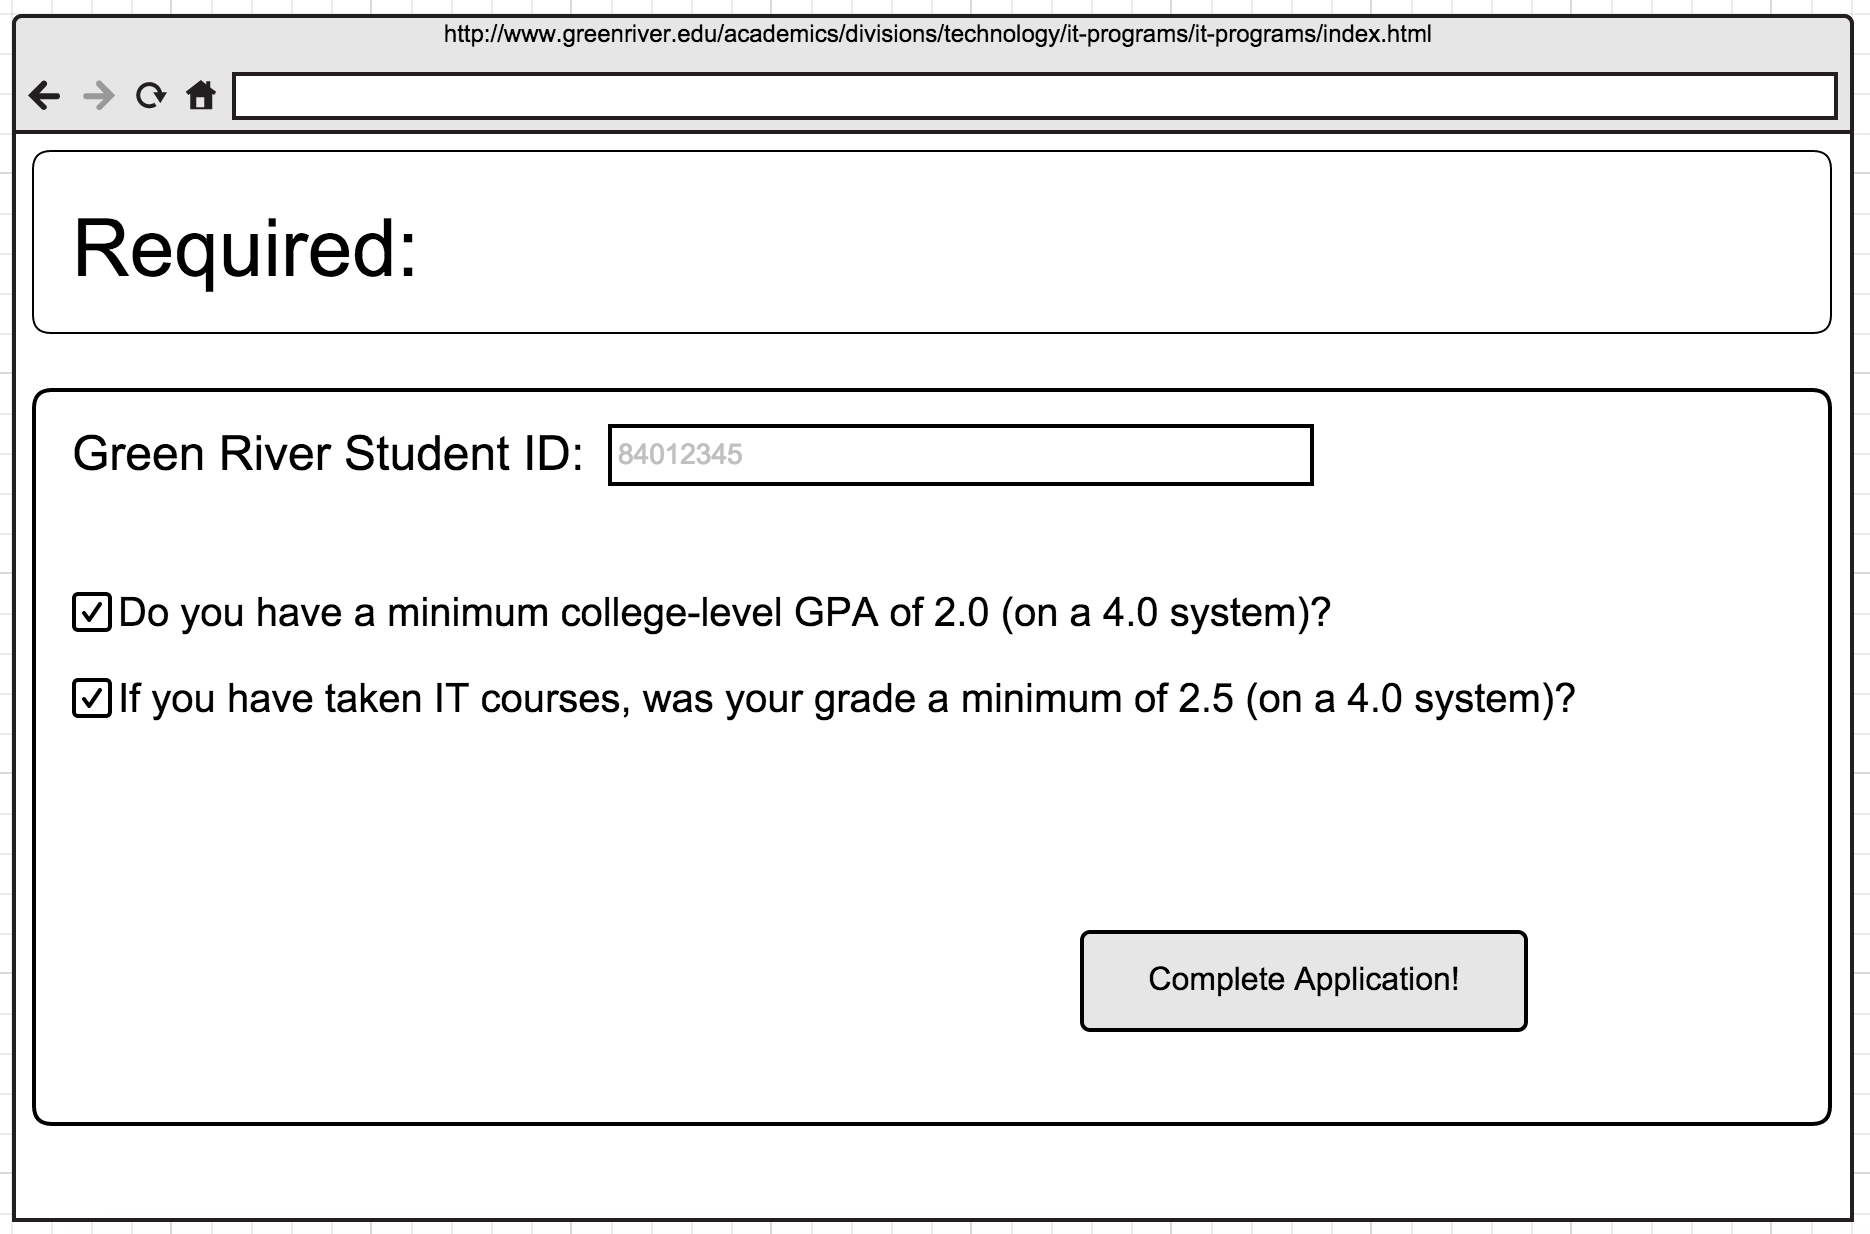 http://www.greenriver.edu/academics/divisions/technology/it-programs/it-programs/index.html
Required:
Green River Student ID: 84012345
Do you have a minimum college-level GPA of 2.0 (on a 4.0 system)?
If you have taken IT courses, was your grade a minimum of 2.5 (on a 4.0 system)?
Complete Application!